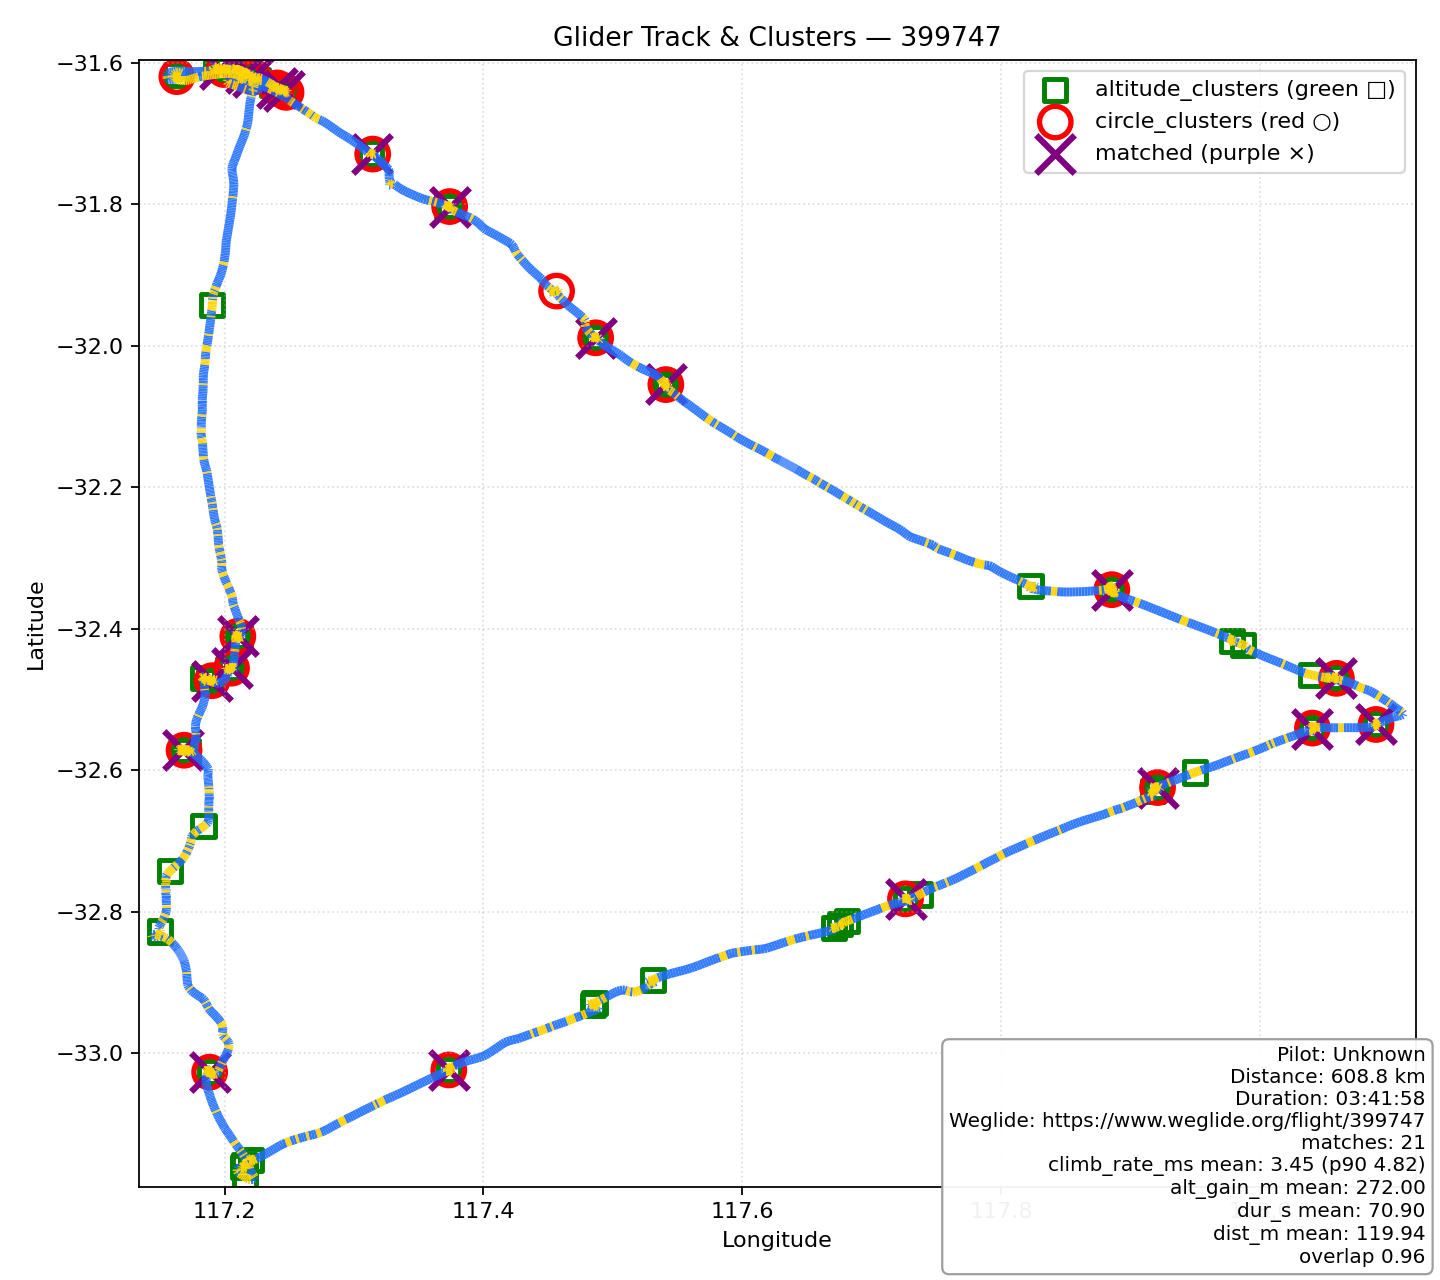 Glider Track & Clusters — 399747
altitude_clusters (green □)
circle_clusters (red ○)
matched (purple ×)
−31.6
−31.8
−32.0
−32.2
−32.4
−32.6
−32.8
−33.0
Latitude
117.2
117.4
117.6
117.8
Longitude
Pilot: Unknown
Distance: 608.8 km
Duration: 03:41:58
Weglide: https://www.weglide.org/flight/399747
matches: 21
climb_rate_ms mean: 3.45 (p90 4.82)
alt_gain_m mean: 272.00
dur_s mean: 70.90
dist_m mean: 119.94
overlap 0.96